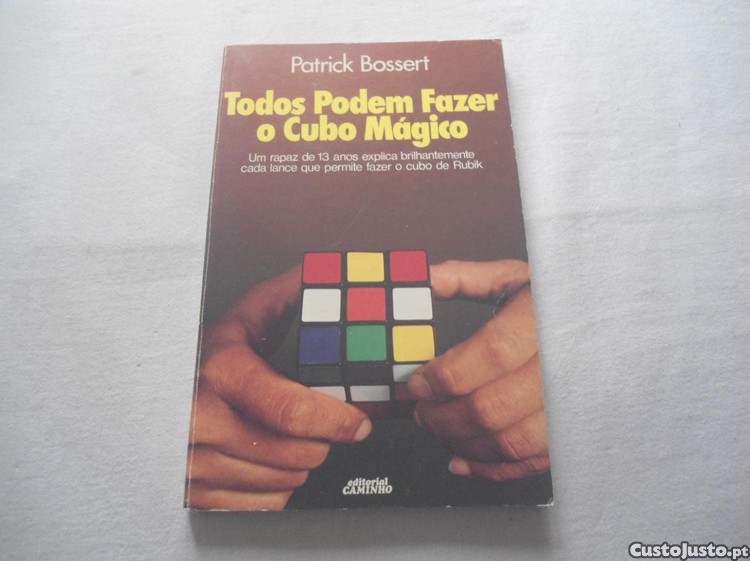 Patrick Bossert
Todos Podem Fazer
o Cubo Mágico
Um rapaz de 13 anos explica brilhantemente
cada lance que permite fazer o cubo de Rubik
editorial
CAMINHO
CustoJusto.pt